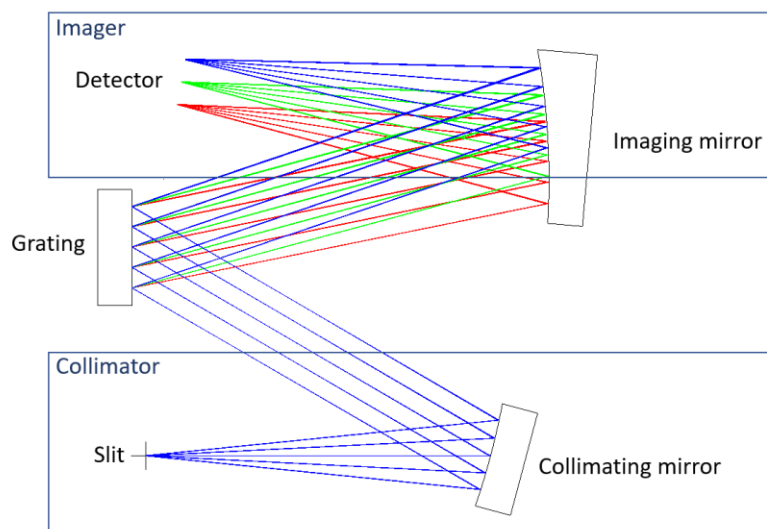 Imager
Detector
Imaging mirror
Grating
Collimator
Slit
Collimating mirror